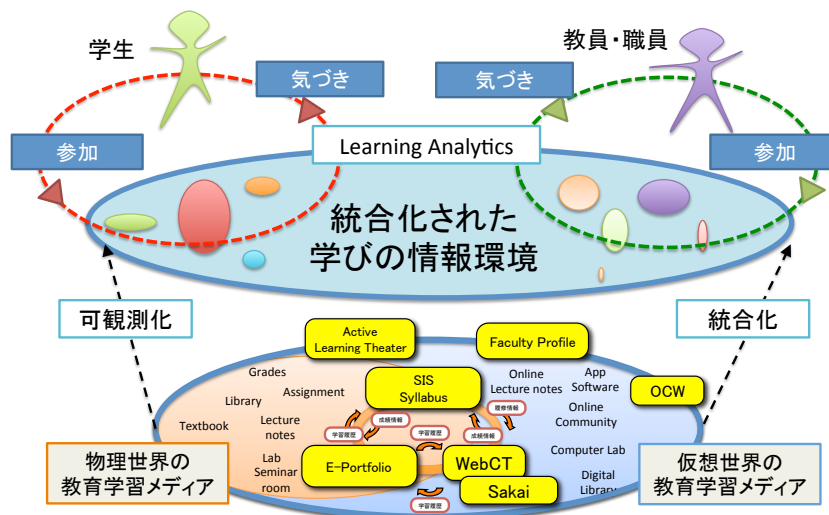 学生
教員・職員
気づき
気づき
参加
参加
Learning Analytics
統合化された
学びの情報環境
可観測化
統合化
Active
Learning Theater
Faculty Profile
Grades
Online
Lecture notes
App
Software
OCW
SIS
Syllabus
Assignment
Library
Online
Community
Textbook
Lecture
notes
学習履歴
成績情報
学習履歴
成績情報
履修情報
Computer Lab
Lab
Seminar
room
E-Portfolio
WebCT
Sakai
学習履歴
Digital
Library
物理世界の
教育学習メディア
仮想世界の
教育学習メディア